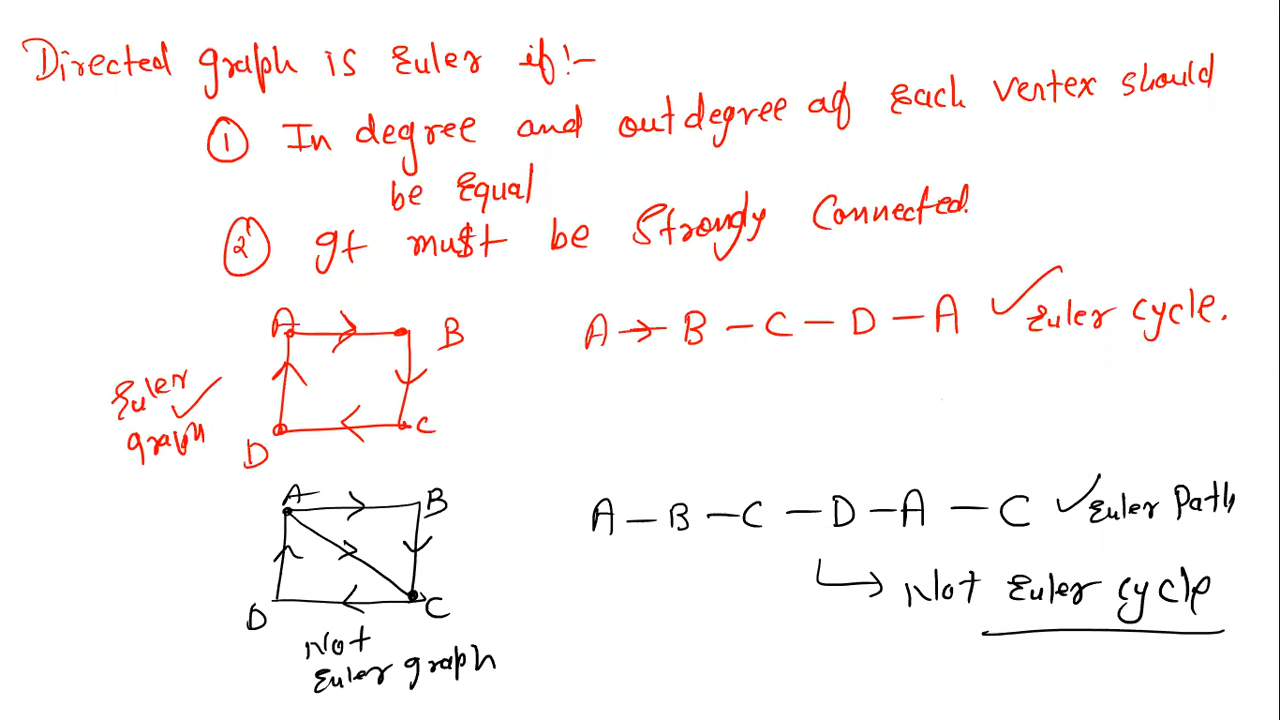 Directed graph is Euler if :-
① In degree and outdegree of Each vertex should
be Equal
② It must be Strongly Connected.
A B
A → B - C - D - A ✓ Euler cycle.
Euler ✓
graph
D C
A B
A - B - C - D - A - C ✓ Euler Path
↳ Not Euler cycle
D C
Not
Euler graph